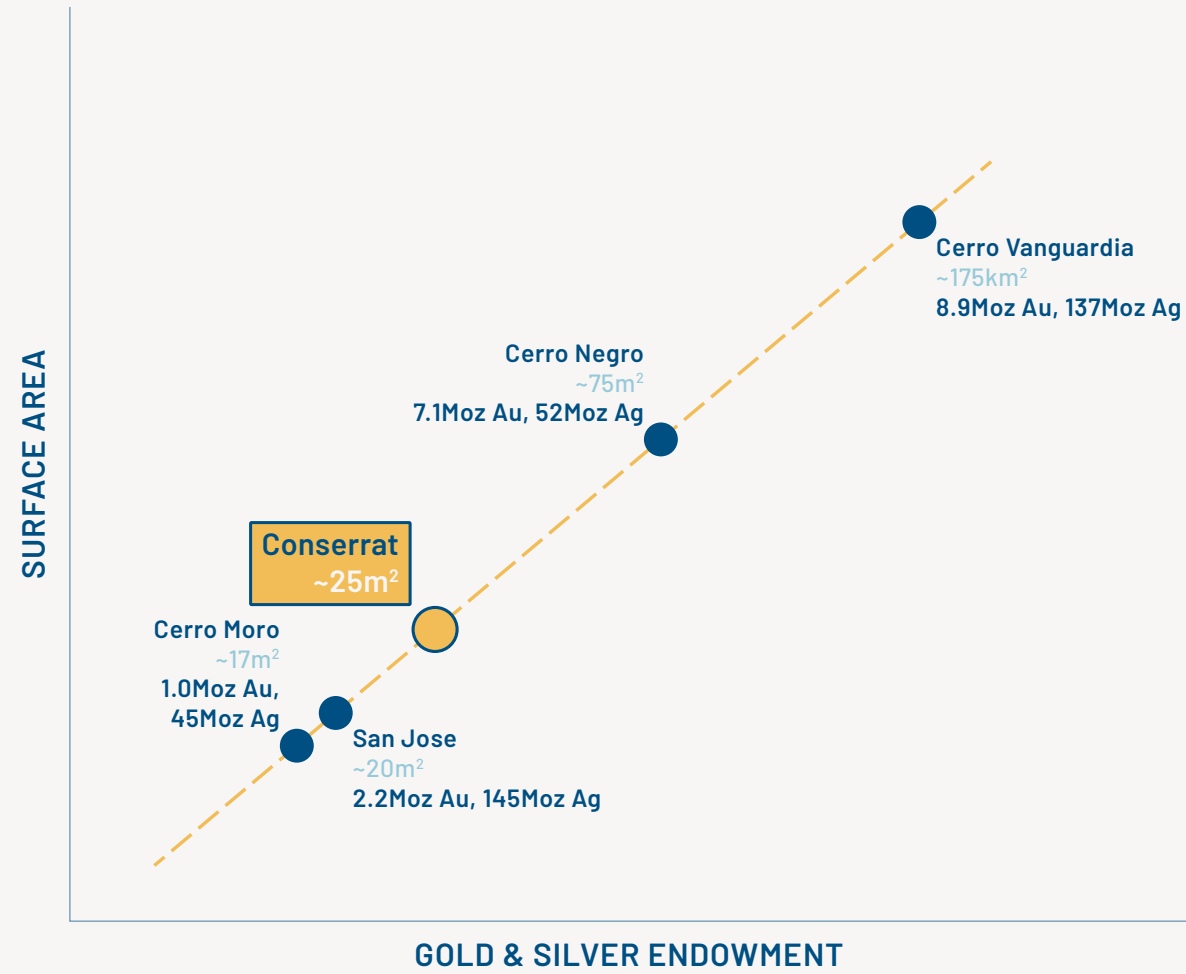 SURFACE AREA
Cerro Vanguardia
~175km²
8.9Moz Au, 137Moz Ag
Cerro Negro
~75m²
7.1Moz Au, 52Moz Ag
Conserrat
~25m²
Cerro Moro
~17m²
1.0Moz Au,
45Moz Ag
San Jose
~20m²
2.2Moz Au, 145Moz Ag
GOLD & SILVER ENDOWMENT